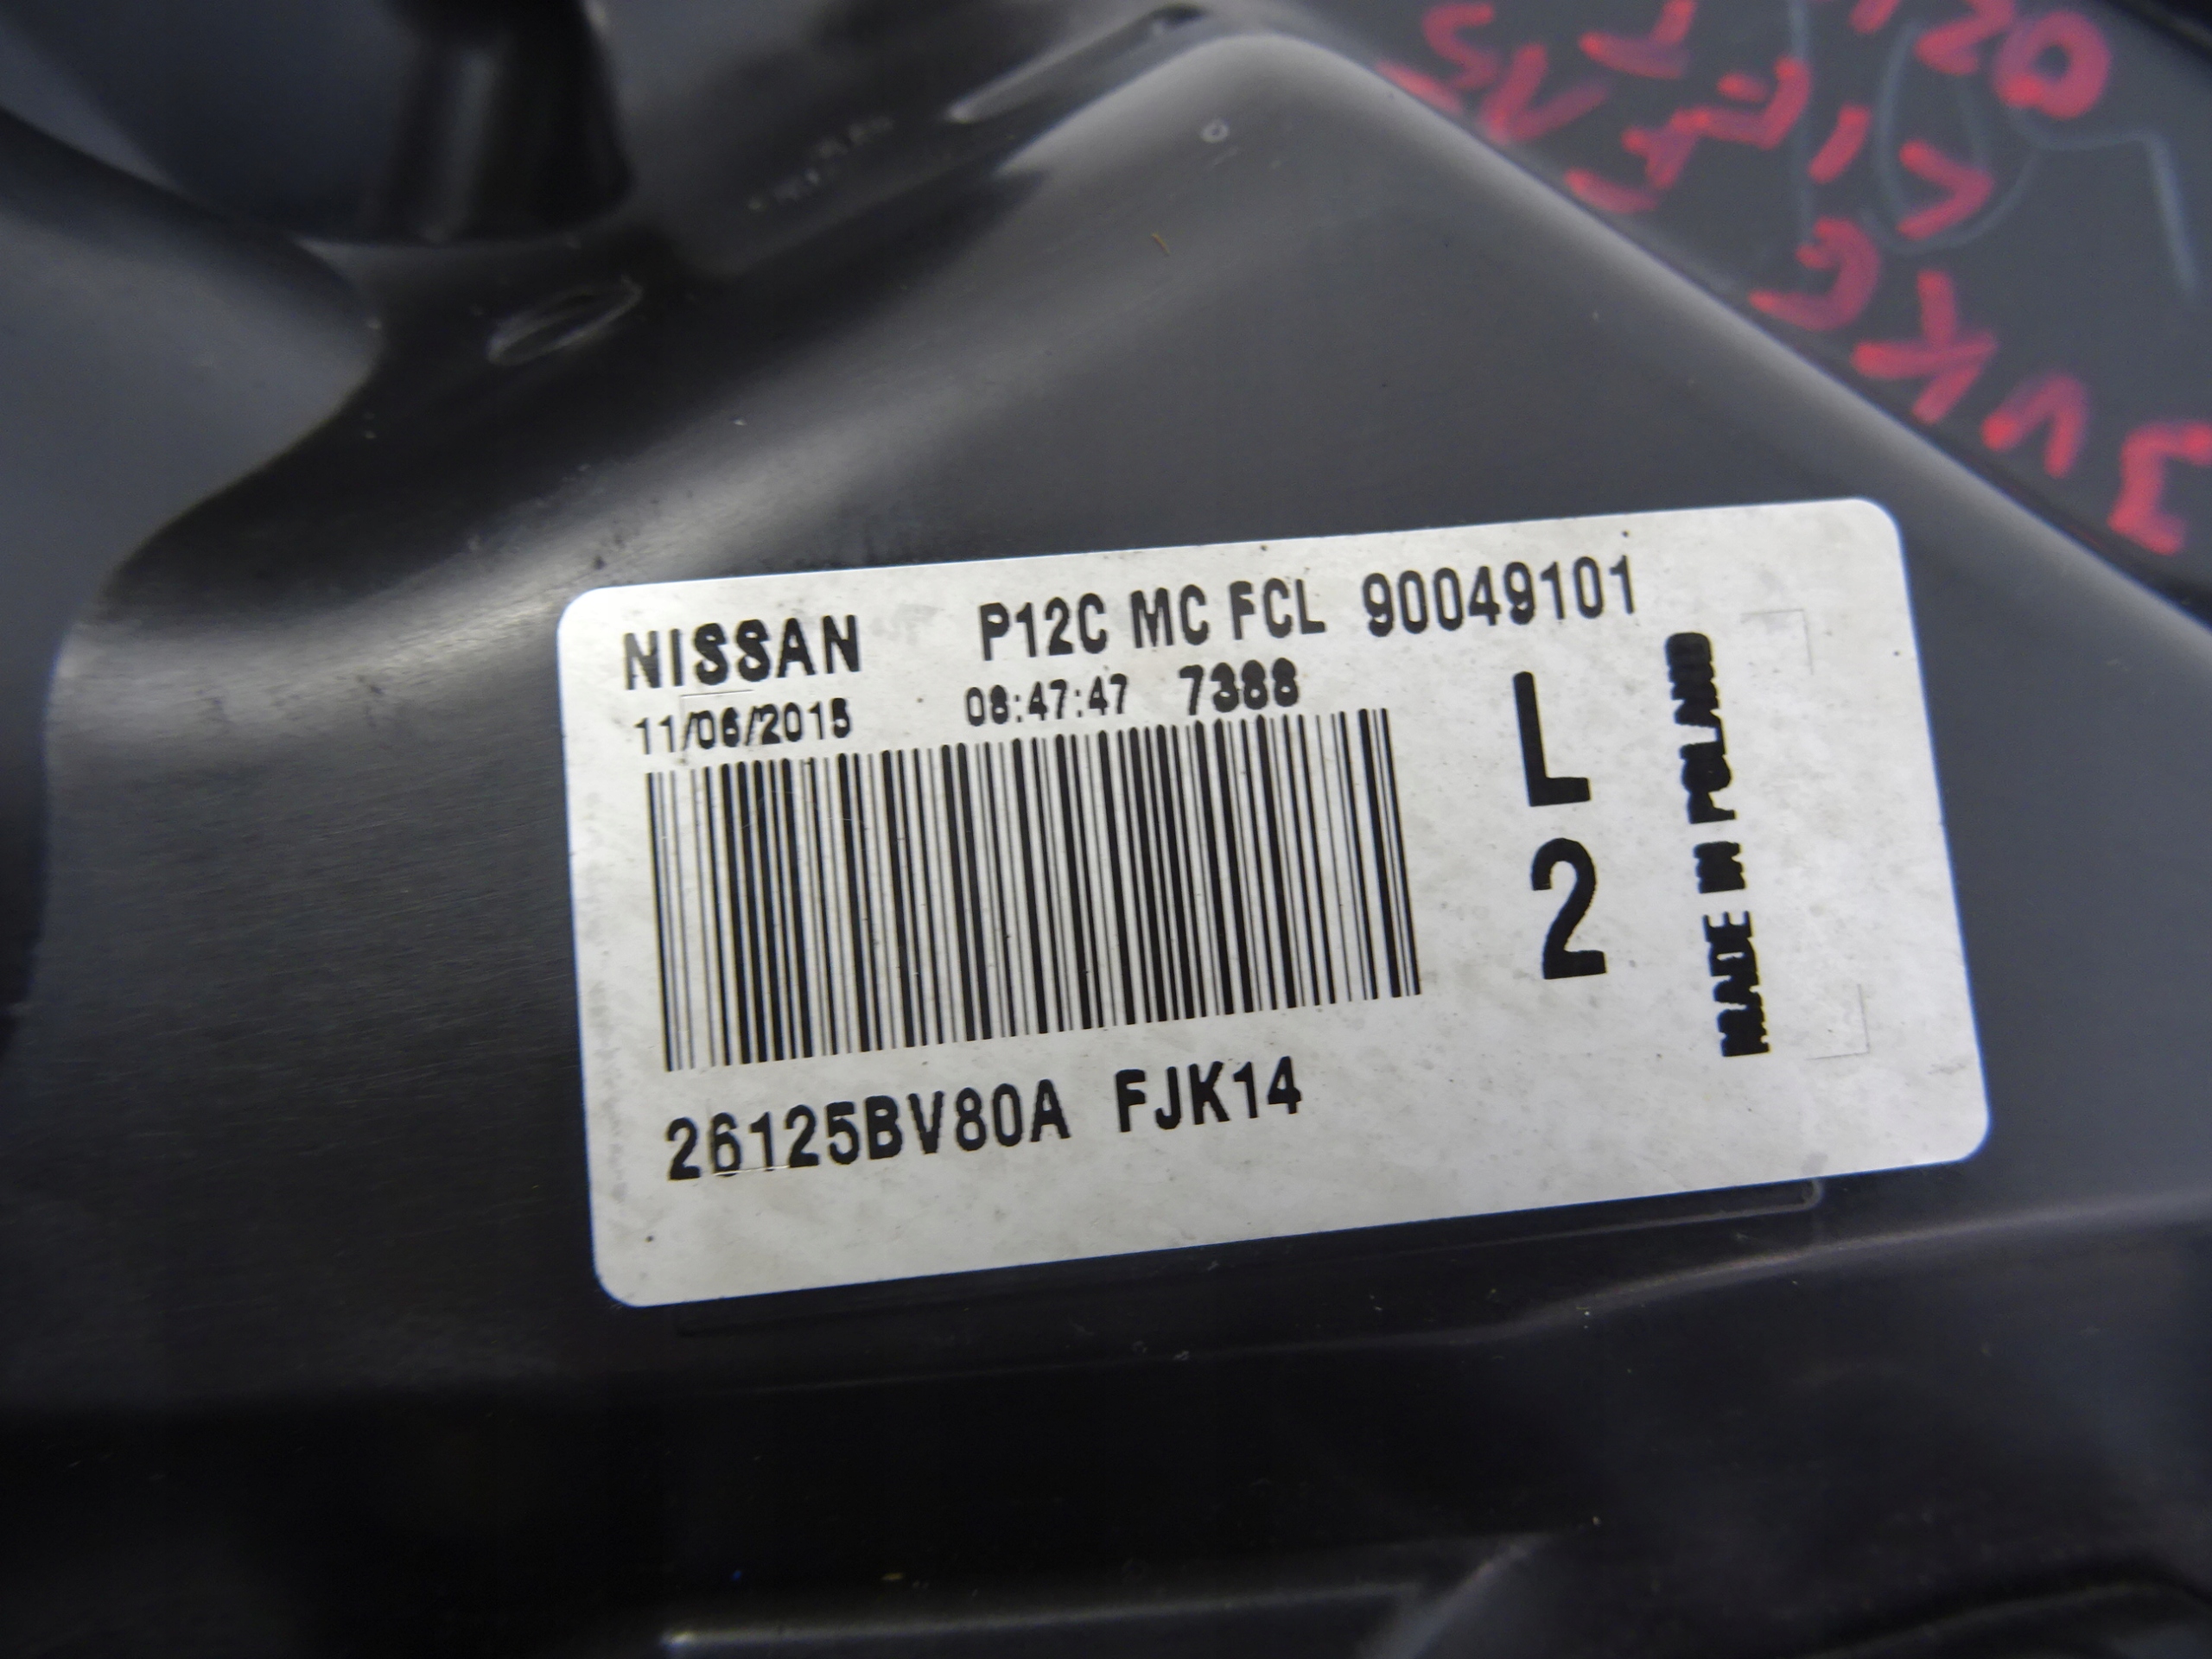 NISSAN P12C MC FCL 90049101
11/06/2015 08:47:47 7388
L
2
MADE IN POLAND
26125BV80A FJK14